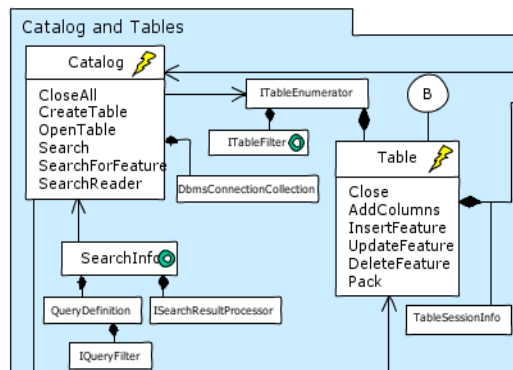 Catalog and Tables
Catalog
CloseAll
CreateTable
OpenTable
Search
SearchForFeature
SearchReader
ITableEnumerator
ITableFilter
DbmsConnectionCollection
B
Table
Close
AddColumns
InsertFeature
UpdateFeature
DeleteFeature
Pack
SearchInfo
QueryDefinition
ISearchResultProcessor
IQueryFilter
TableSessionInfo